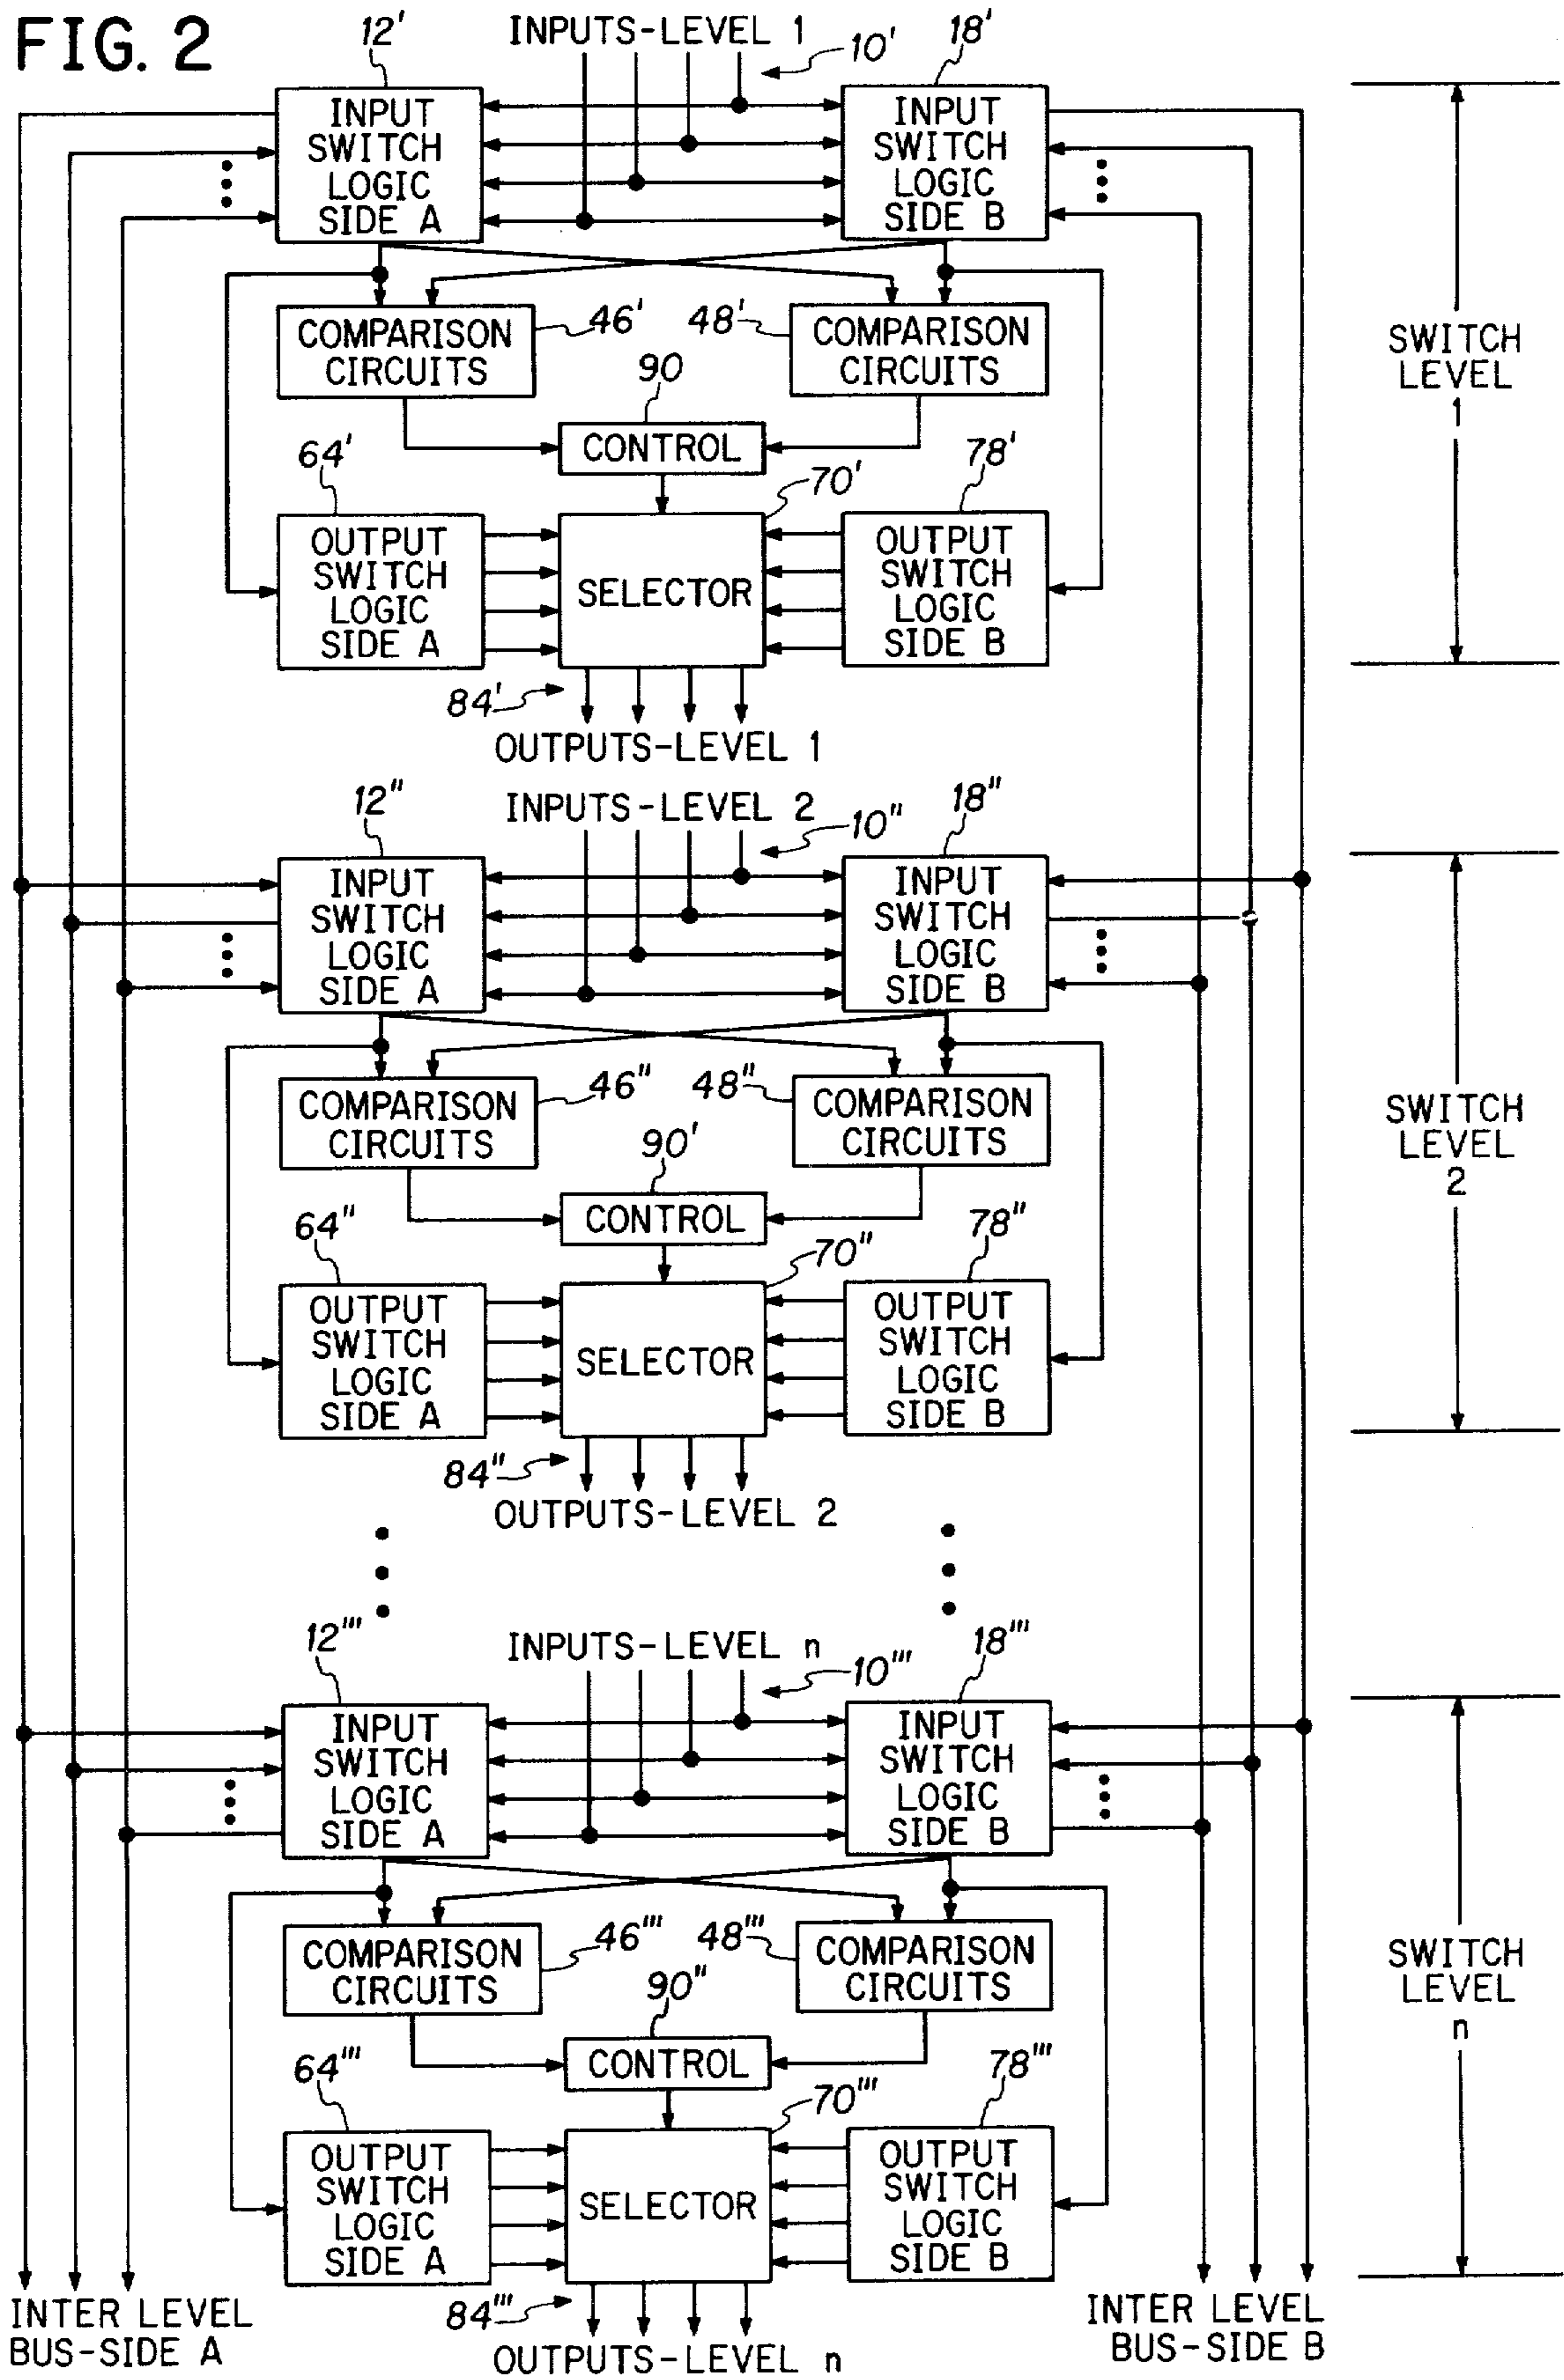 FIG. 2
12' INPUTS-LEVEL 1 10' 18'
INPUT
SWITCH
LOGIC
SIDE A
INPUT
SWITCH
LOGIC
SIDE B
COMPARISON
CIRCUITS
46'
48'
COMPARISON
CIRCUITS
90
CONTROL
64'
70'
78'
OUTPUT
SWITCH
LOGIC
SIDE A
SELECTOR
OUTPUT
SWITCH
LOGIC
SIDE B
84'
OUTPUTS-LEVEL 1
SWITCH
LEVEL
1
12" INPUTS-LEVEL 2 10" 18"
INPUT
SWITCH
LOGIC
SIDE A
INPUT
SWITCH
LOGIC
SIDE B
COMPARISON
CIRCUITS
46"
48"
COMPARISON
CIRCUITS
90'
CONTROL
64"
70"
78"
OUTPUT
SWITCH
LOGIC
SIDE A
SELECTOR
OUTPUT
SWITCH
LOGIC
SIDE B
84"
OUTPUTS-LEVEL 2
SWITCH
LEVEL
2
12''' INPUTS-LEVEL n 10''' 18'''
INPUT
SWITCH
LOGIC
SIDE A
INPUT
SWITCH
LOGIC
SIDE B
COMPARISON
CIRCUITS
46'''
48'''
COMPARISON
CIRCUITS
90"
CONTROL
64'''
70'''
78'''
OUTPUT
SWITCH
LOGIC
SIDE A
SELECTOR
OUTPUT
SWITCH
LOGIC
SIDE B
84'''
OUTPUTS-LEVEL n
SWITCH
LEVEL
n
INTER LEVEL
BUS-SIDE A
INTER LEVEL
BUS-SIDE B